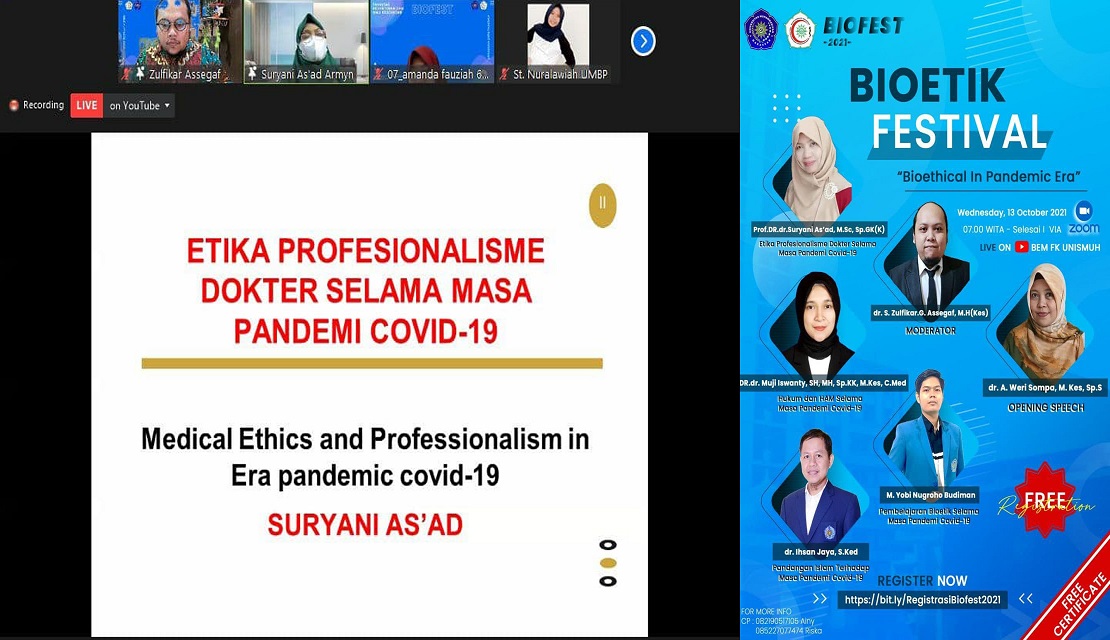 Zulfikar Assegaf
Suryani As'ad Armyn
07_amanda fauziah 6...
St. Nuralawiah UMBP
Recording
LIVE on YouTube
II
ETIKA PROFESIONALISME
DOKTER SELAMA MASA
PANDEMI COVID-19
Medical Ethics and Professionalism in
Era pandemic covid-19
SURYANI AS'AD
BIOFEST
-2021-
BIOETIK
FESTIVAL
“Bioethical In Pandemic Era”
Wednesday, 13 October 2021
07.00 WITA - Selesai I VIA zoom
LIVE ON BEM FK UNISMUH
Prof.DR.dr.Suryani As'ad, M.Sc, Sp.GK(K)
Etika Profesionalisme Dokter Selama
Masa Pandemi Covid-19
dr. S. Zulfikar.G. Assegaf, M.H(Kes)
MODERATOR
DR.dr. Muji Iswanty, SH, MH, Sp.KK, M.Kes, C.Med
Hukum dan HAM Selama
Masa Pandemi Covid-19
dr. A. Weri Sompa, M. Kes, Sp.S
OPENING SPEECH
M. Yobi Nugroho Budiman
Pembelajaran Bioetik Selama
Masa Pandemi Covid-19
dr. Ihsan Jaya, S.Ked
Pandangan Islam Terhadap
Masa Pandemi Covid-19
FREE
Registration
REGISTER NOW
https://bit.ly/RegistrasiBiofest2021
FREE
CERTIFICATE
FOR MORE INFO
CP : 082190517105 Ainy
085227077474 Riska